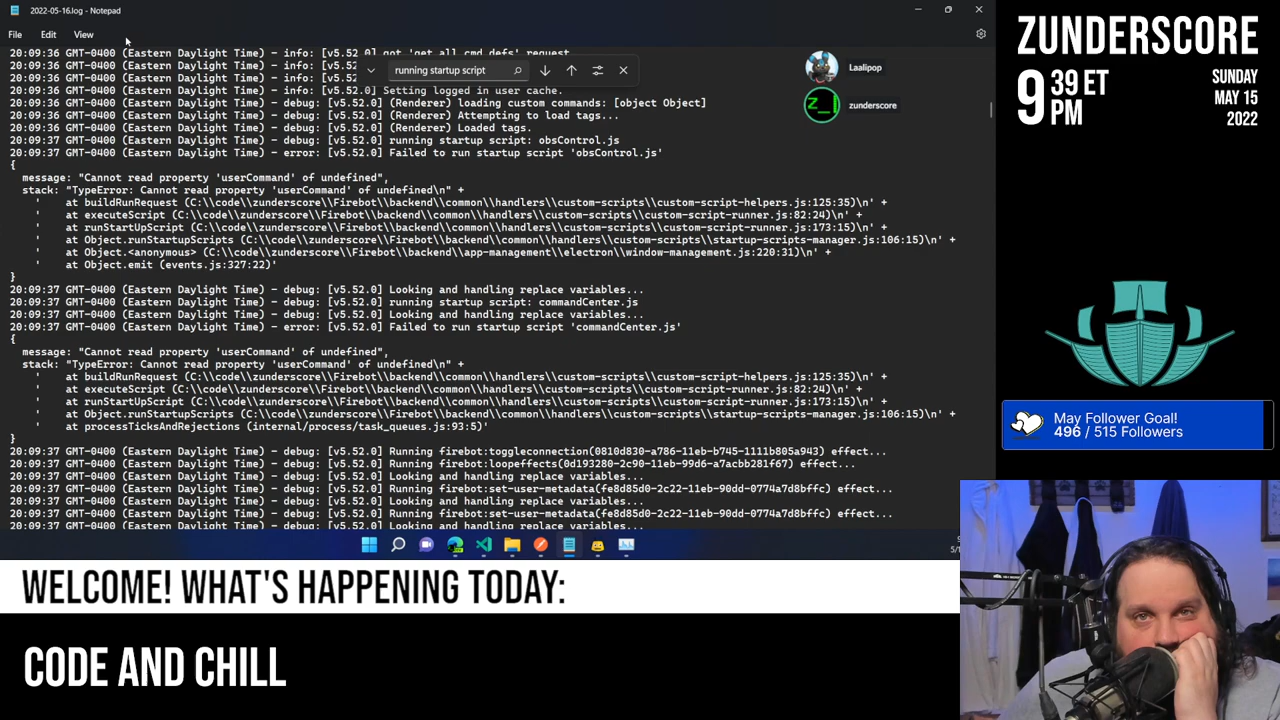 2022-05-16.log - Notepad
File Edit View
running startup script
20:09:36 GMT-0400 (Eastern Daylight Time) - info: [v5.52.0] got 'get all cmd defs' request
20:09:36 GMT-0400 (Eastern Daylight Time) - info: [v5.5
20:09:36 GMT-0400 (Eastern Daylight Time) - info: [v5.5
20:09:36 GMT-0400 (Eastern Daylight Time) - info: [v5.52.0] Setting logged in user cache.
20:09:36 GMT-0400 (Eastern Daylight Time) - debug: [v5.52.0] (Renderer) loading custom commands: [object Object]
20:09:36 GMT-0400 (Eastern Daylight Time) - debug: [v5.52.0] (Renderer) Attempting to load tags...
20:09:36 GMT-0400 (Eastern Daylight Time) - debug: [v5.52.0] (Renderer) Loaded tags.
20:09:37 GMT-0400 (Eastern Daylight Time) - debug: [v5.52.0] running startup script: obsControl.js
20:09:37 GMT-0400 (Eastern Daylight Time) - error: [v5.52.0] Failed to run startup script 'obsControl.js'
{
message: "Cannot read property 'userCommand' of undefined",
stack: "TypeError: Cannot read property 'userCommand' of undefined\n" +
' at buildRunRequest (C:\\code\\zunderscore\\Firebot\\backend\\common\\handlers\\custom-scripts\\custom-script-helpers.js:125:35)\n' +
' at executeScript (C:\\code\\zunderscore\\Firebot\\backend\\common\\handlers\\custom-scripts\\custom-script-runner.js:82:24)\n' +
' at runStartUpScript (C:\\code\\zunderscore\\Firebot\\backend\\common\\handlers\\custom-scripts\\custom-script-runner.js:173:15)\n' +
' at Object.runStartupScripts (C:\\code\\zunderscore\\Firebot\\backend\\common\\handlers\\custom-scripts\\startup-scripts-manager.js:106:15)\n' +
' at Object.<anonymous> (C:\\code\\zunderscore\\Firebot\\backend\\app-management\\electron\\window-management.js:220:31)\n' +
' at Object.emit (events.js:327:22)'
}
20:09:37 GMT-0400 (Eastern Daylight Time) - debug: [v5.52.0] Looking and handling replace variables...
20:09:37 GMT-0400 (Eastern Daylight Time) - debug: [v5.52.0] running startup script: commandCenter.js
20:09:37 GMT-0400 (Eastern Daylight Time) - debug: [v5.52.0] Looking and handling replace variables...
20:09:37 GMT-0400 (Eastern Daylight Time) - error: [v5.52.0] Failed to run startup script 'commandCenter.js'
{
message: "Cannot read property 'userCommand' of undefined",
stack: "TypeError: Cannot read property 'userCommand' of undefined\n" +
' at buildRunRequest (C:\\code\\zunderscore\\Firebot\\backend\\common\\handlers\\custom-scripts\\custom-script-helpers.js:125:35)\n' +
' at executeScript (C:\\code\\zunderscore\\Firebot\\backend\\common\\handlers\\custom-scripts\\custom-script-runner.js:82:24)\n' +
' at runStartUpScript (C:\\code\\zunderscore\\Firebot\\backend\\common\\handlers\\custom-scripts\\custom-script-runner.js:173:15)\n' +
' at Object.runStartupScripts (C:\\code\\zunderscore\\Firebot\\backend\\common\\handlers\\custom-scripts\\startup-scripts-manager.js:106:15)\n' +
' at processTicksAndRejections (internal/process/task_queues.js:93:5)'
}
20:09:37 GMT-0400 (Eastern Daylight Time) - debug: [v5.52.0] Running firebot:toggleconnection(0810d830-a786-11eb-b745-1111b805a943) effect...
20:09:37 GMT-0400 (Eastern Daylight Time) - debug: [v5.52.0] Running firebot:loopeffects(0d193280-2c90-11eb-99d6-a7acbb281f67) effect...
20:09:37 GMT-0400 (Eastern Daylight Time) - debug: [v5.52.0] Looking and handling replace variables...
20:09:37 GMT-0400 (Eastern Daylight Time) - debug: [v5.52.0] Running firebot:set-user-metadata(fe8d85d0-2c22-11eb-90dd-0774a7d8bffc) effect...
20:09:37 GMT-0400 (Eastern Daylight Time) - debug: [v5.52.0] Looking and handling replace variables...
20:09:37 GMT-0400 (Eastern Daylight Time) - debug: [v5.52.0] Running firebot:set-user-metadata(fe8d85d0-2c22-11eb-90dd-0774a7d8bffc) effect...
20:09:37 GMT-0400 (Eastern Daylight Time) - debug: [v5.52.0] Looking and handling replace variables...
Laalipop
z_
zunderscore
ZUNDERSCORE
9 39 ET
PM
SUNDAY
MAY 15
2022
May Follower Goal!
496 / 515 Followers
WELCOME! WHAT'S HAPPENING TODAY:
CODE AND CHILL